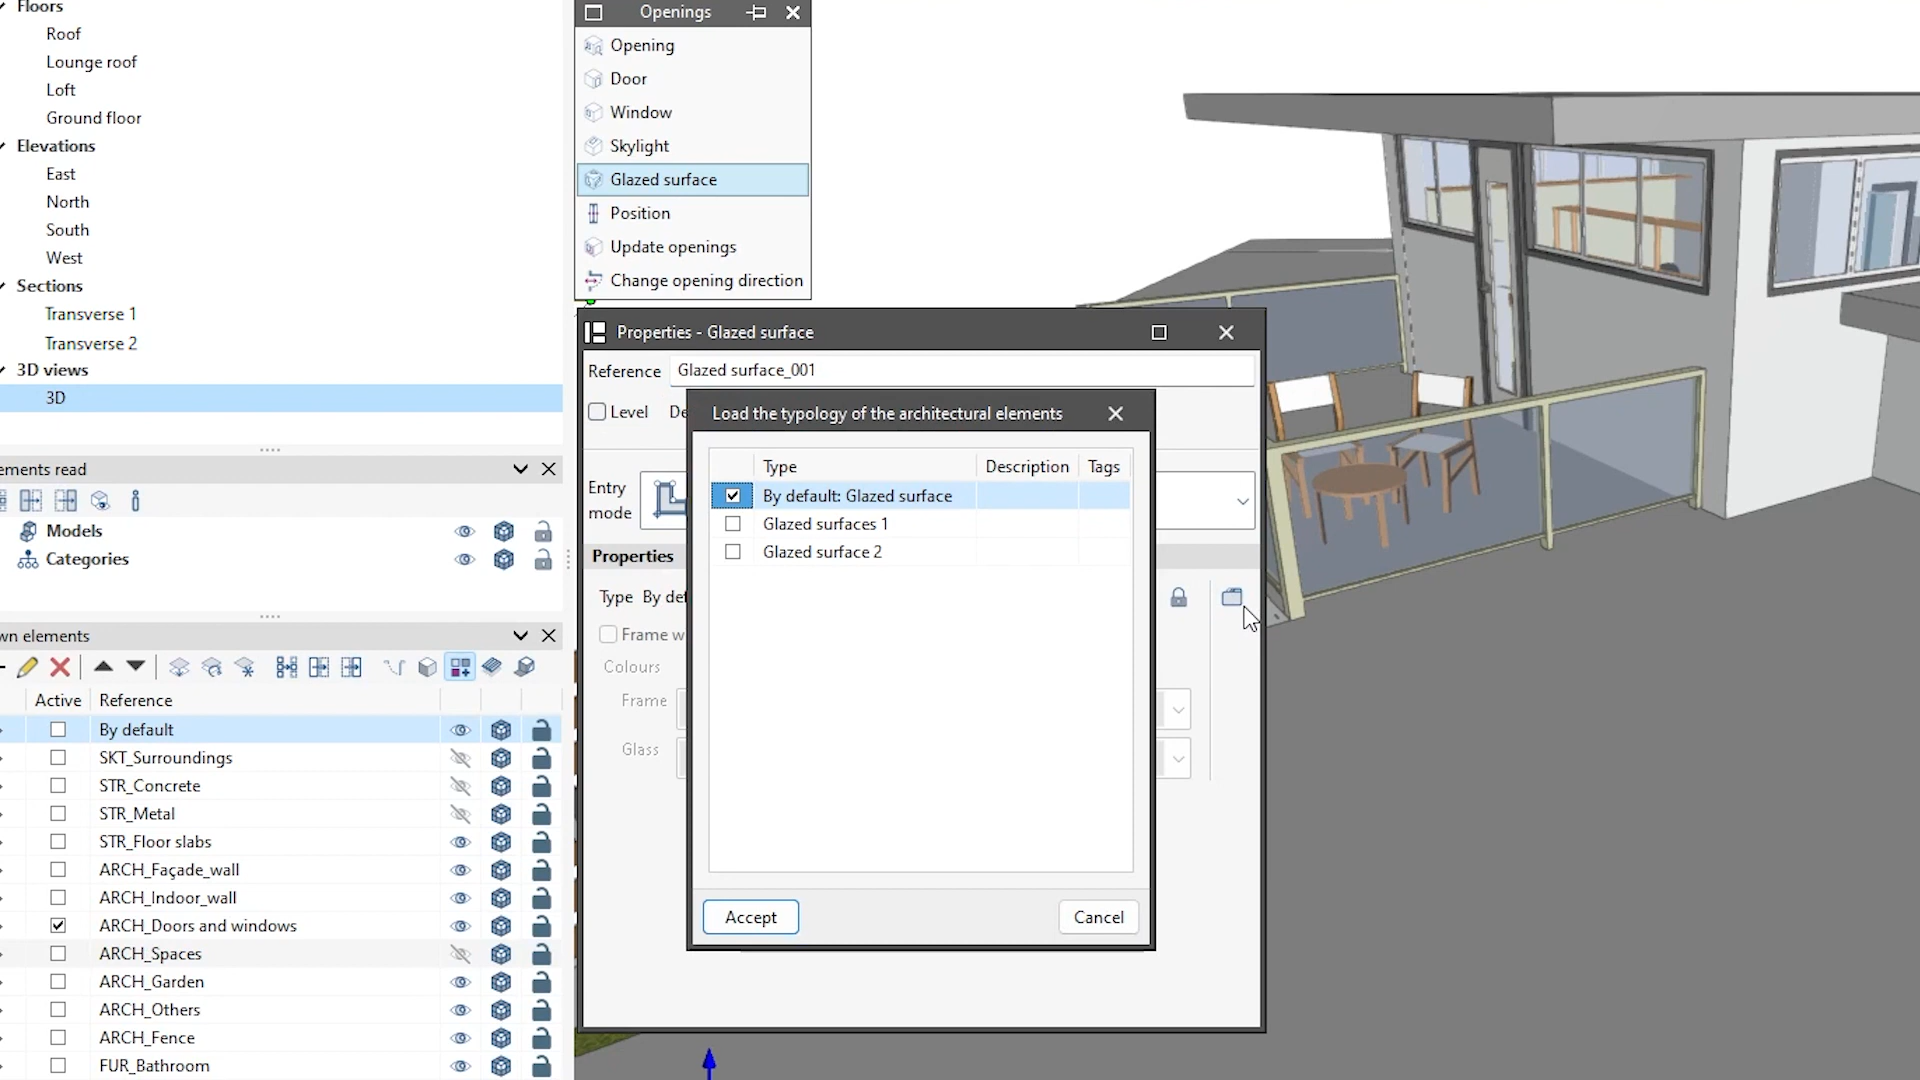 Floors
Roof
Lounge roof
Loft
Ground floor
Elevations
East
North
South
West
Sections
Transverse 1
Transverse 2
3D views
3D
ements read
Models
Categories
wn elements
Active Reference
By default
SKT_Surroundings
STR_Concrete
STR_Metal
STR_Floor slabs
ARCH_Façade_wall
ARCH_Indoor_wall
ARCH_Doors and windows
ARCH_Spaces
ARCH_Garden
ARCH_Others
ARCH_Fence
FUR_Bathroom
Openings
Opening
Door
Window
Skylight
Glazed surface
Position
Update openings
Change opening direction
Properties - Glazed surface
Reference Glazed surface_001
Level De
Entry
mode
Properties
Type By def
Frame w
Colours
Frame
Glass
Load the typology of the architectural elements
Type Description Tags
By default: Glazed surface
Glazed surfaces 1
Glazed surface 2
Accept Cancel